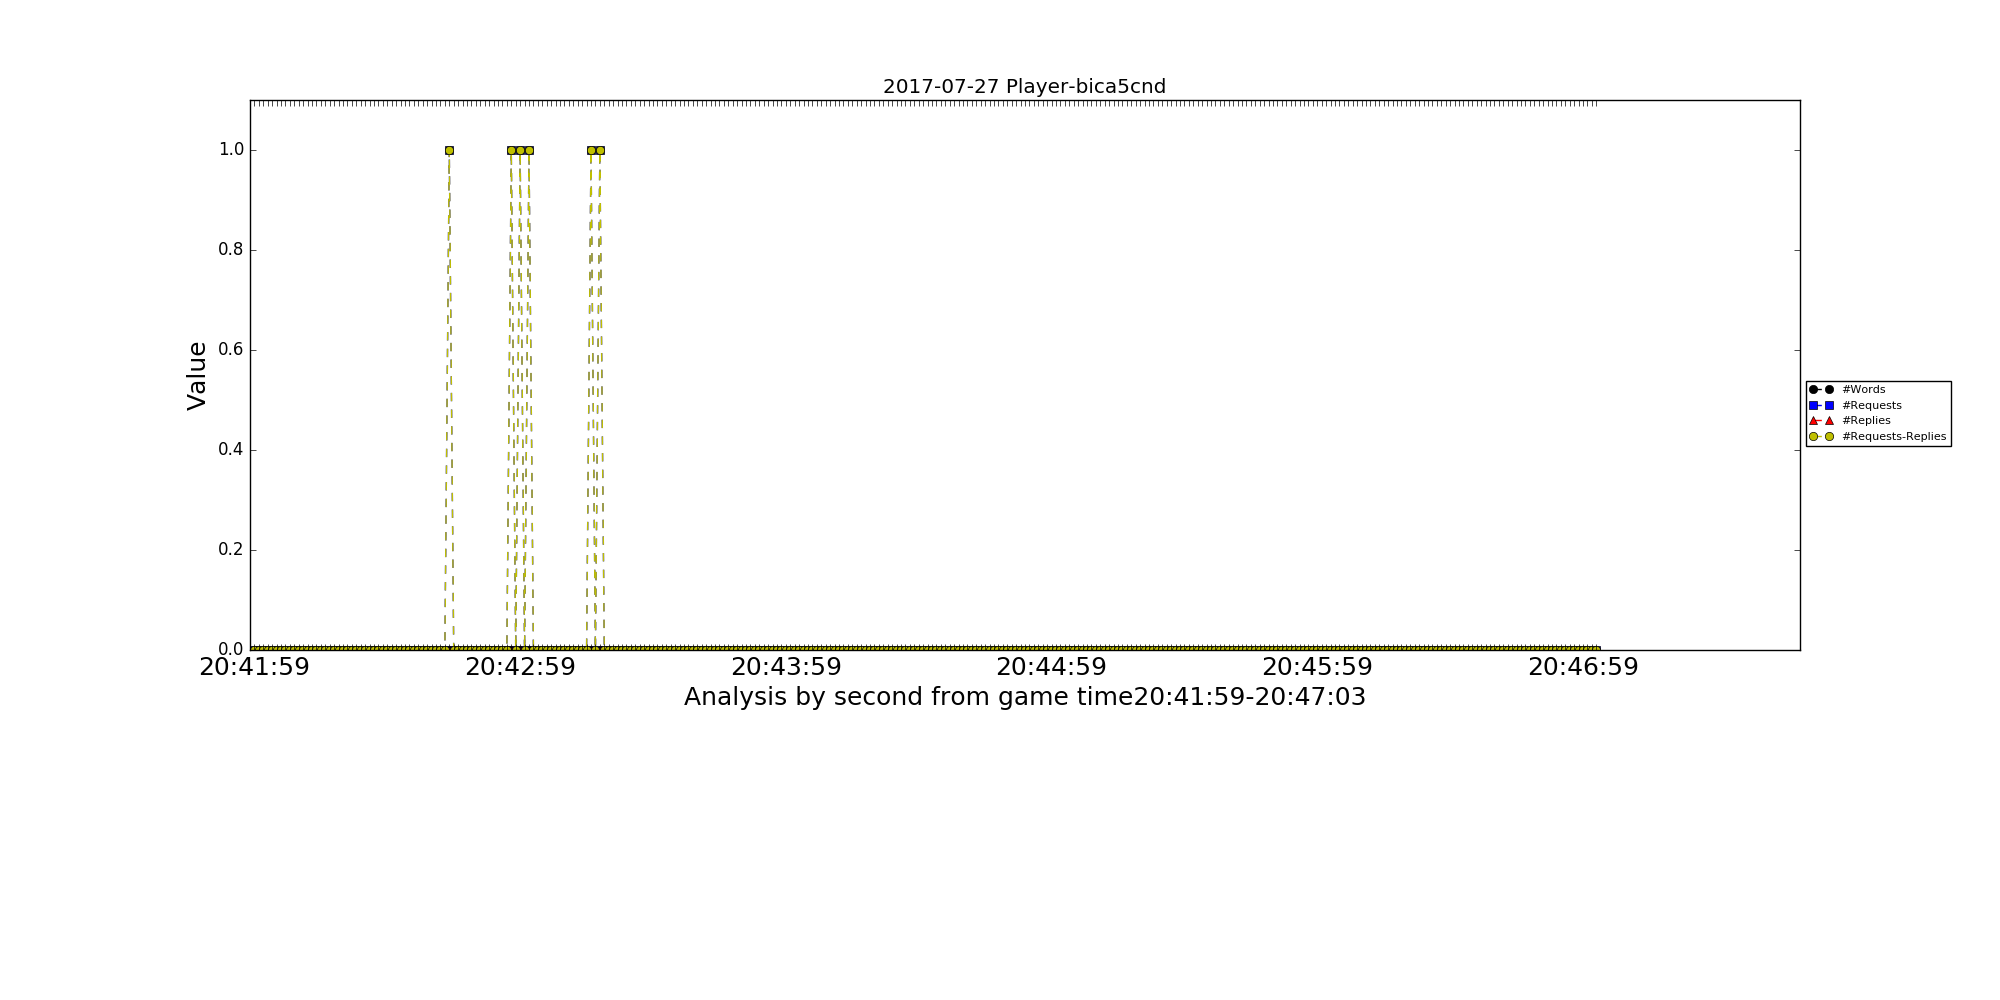 2017-07-27 Player-bica5cnd
1.0
0.8
0.6
0.4
0.2
0.0
Value
20:41:59 20:42:59 20:43:59 20:44:59 20:45:59 20:46:59
Analysis by second from game time20:41:59-20:47:03
#Words
#Requests
#Replies
#Requests-Replies